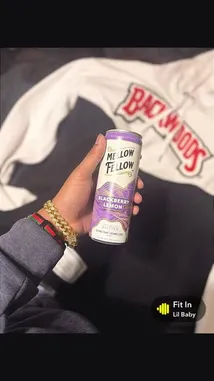 MELLOW
FELLOW
BLACKBERRY
LEMON
BACKWOODS
Fit In
Lil Baby